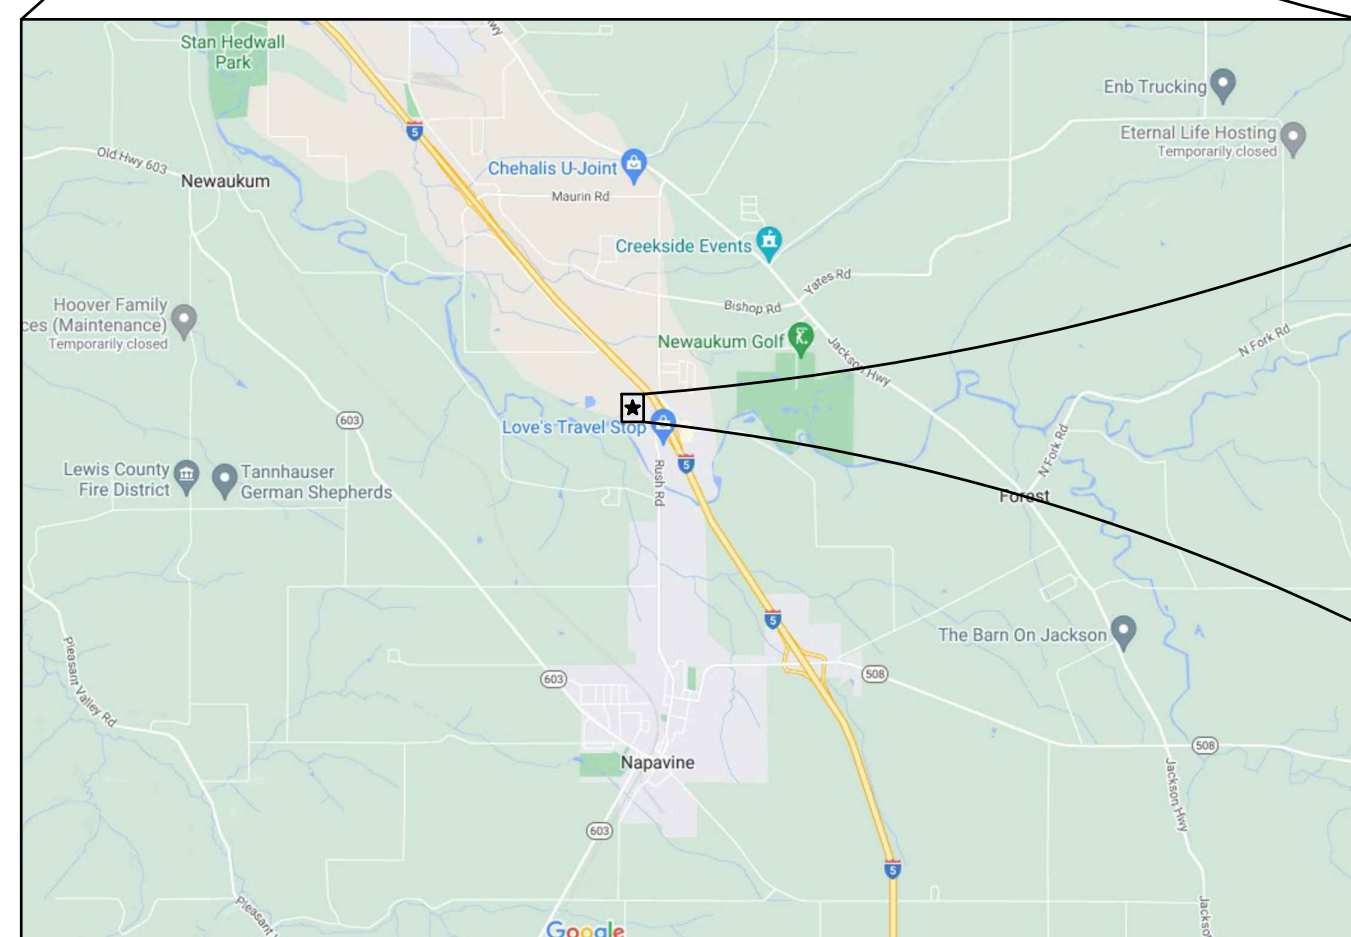 Stan Hedwall
Park
5
Hwy
Enb Trucking
Eternal Life Hosting
Temporarily closed
Old Hwy 603
Newaukum
Chehalis U-Joint
Maurin Rd
Creekside Events
Yates Rd
Bishop Rd
Hoover Family
ces (Maintenance)
Temporarily closed
Newaukum Golf
Jackson Hwy
N Fork Rd
603
Love's Travel Stop
N Fork Rd
Lewis County
Fire District
Tannhauser
German Shepherds
5
Rush Rd
Forest
5
The Barn On Jackson
Pleasant Valley Rd
603
508
508
Napavine
Jackson Hwy
603
5
Pleasant
Jackso
Google